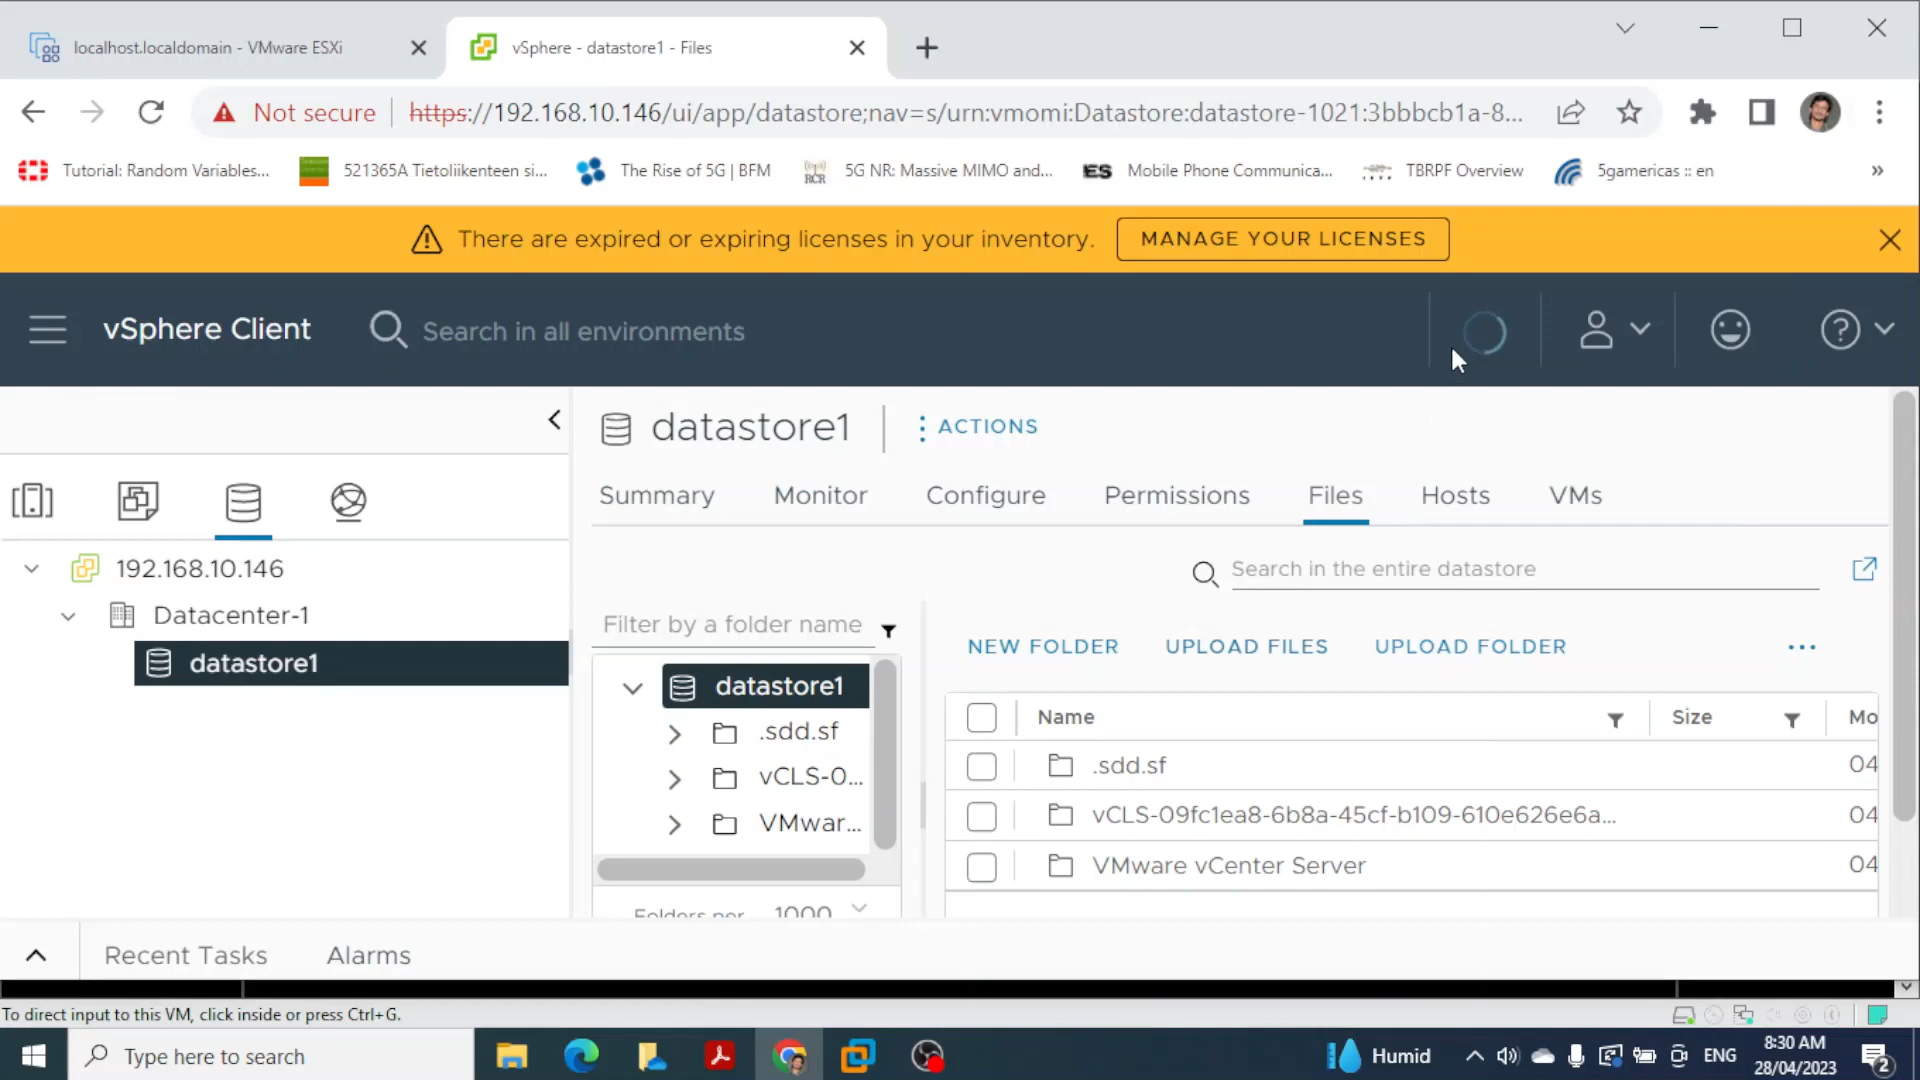 localhost.localdomain - VMware ESXi
vSphere - datastore1 - Files
Not secure
https://192.168.10.146/ui/app/datastore;nav=s/urn:vmomi:Datastore:datastore-1021:3bbbcb1a-8...
Tutorial: Random Variables...
521365A Tietoliikenteen si...
The Rise of 5G | BFM
RCR
5G NR: Massive MIMO and...
ES
Mobile Phone Communica...
TBRPF Overview
5gamericas :: en
»
There are expired or expiring licenses in your inventory.
MANAGE YOUR LICENSES
vSphere Client
Search in all environments
datastore1
ACTIONS
Summary
Monitor
Configure
Permissions
Files
Hosts
VMs
192.168.10.146
Datacenter-1
datastore1
Search in the entire datastore
Filter by a folder name
NEW FOLDER
UPLOAD FILES
UPLOAD FOLDER
...
datastore1
.sdd.sf
vCLS-0...
VMwar...
Folders per
1000
Name
Size
Mo
.sdd.sf
04
vCLS-09fc1ea8-6b8a-45cf-b109-610e626e6a...
04
VMware vCenter Server
04
Recent Tasks
Alarms
To direct input to this VM, click inside or press Ctrl+G.
Type here to search
Humid
ENG
8:30 AM
28/04/2023
2